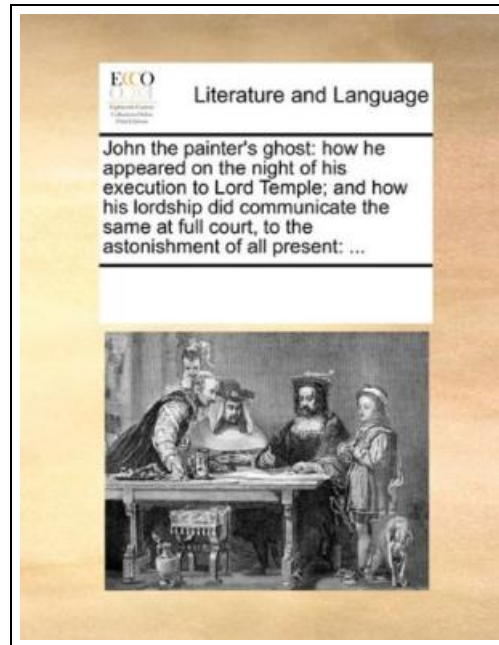 ECCO
Literature and Language
John the painter's ghost: how he
appeared on the night of his
execution to Lord Temple; and how
his lordship did communicate the
same at full court, to the
astonishment of all present: ...